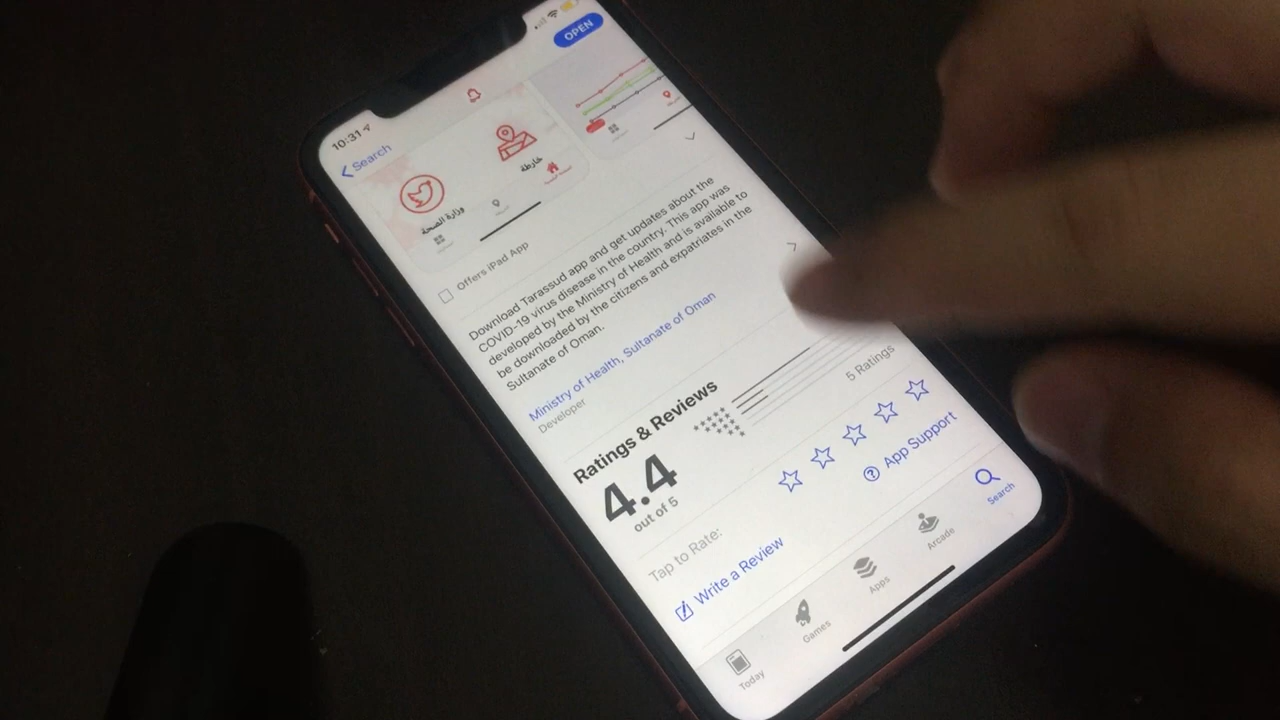 10:31
OPEN
Search
خارطة
وزارة الصحة
Offers iPad App
Download Tarassud app and get updates about the
COVID-19 virus disease in the country. This app was
developed by the Ministry of Health and is available to
be downloaded by the citizens and expatriates in the
Sultanate of Oman.
Ministry of Health, Sultanate of Oman
Developer
Ratings & Reviews
4.4
out of 5
5 Ratings
Tap to Rate:
Write a Review
App Support
Today
Games
Apps
Arcade
Search